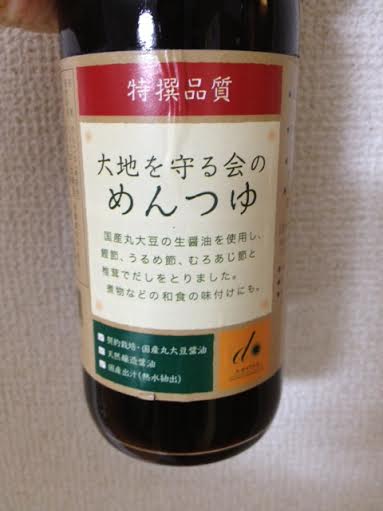 特撰品質
大地を守る会の
めんつゆ
国産丸大豆の生醤油を使用し、
鰹節、うるめ節、むろあじ節と
椎茸でだしをとりました。
煮物などの和食の味付けにも。
契約栽培・国産丸大豆醤油
天然醸造醤油
国産出汁(熱水抽出)